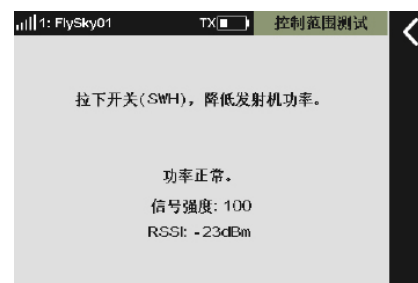 1: FlySky01 TX 控制范围测试
拉下开关(SWH)，降低发射机功率。
功率正常。
信号强度: 100
RSSI: -23dBm